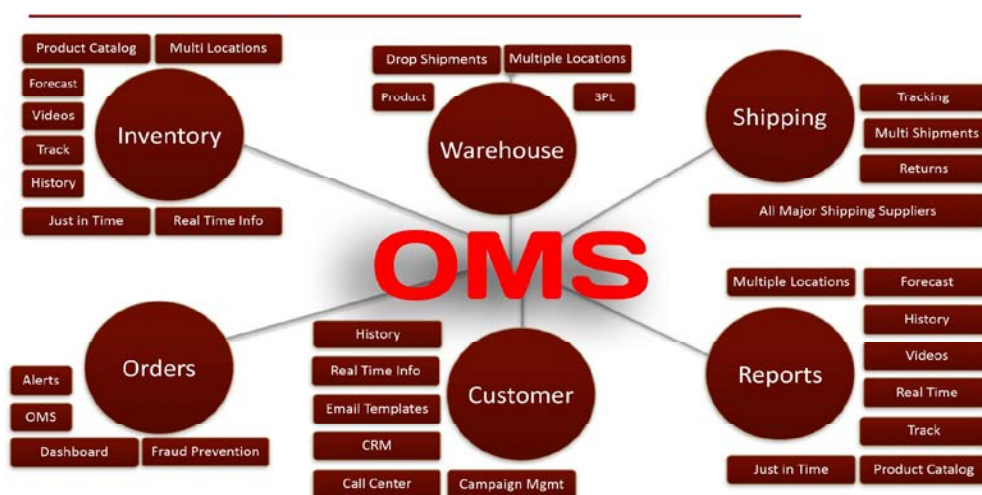 Product Catalog
Multi Locations
Forecast
Videos
Track
History
Inventory
Just in Time
Real Time Info
Drop Shipments
Multiple Locations
Product
3PL
Warehouse
Shipping
Tracking
Multi Shipments
Returns
All Major Shipping Suppliers
OMS
Orders
Alerts
OMS
Dashboard
Fraud Prevention
History
Real Time Info
Email Templates
CRM
Call Center
Campaign Mgmt
Customer
Multiple Locations
Forecast
History
Videos
Real Time
Track
Reports
Just in Time
Product Catalog